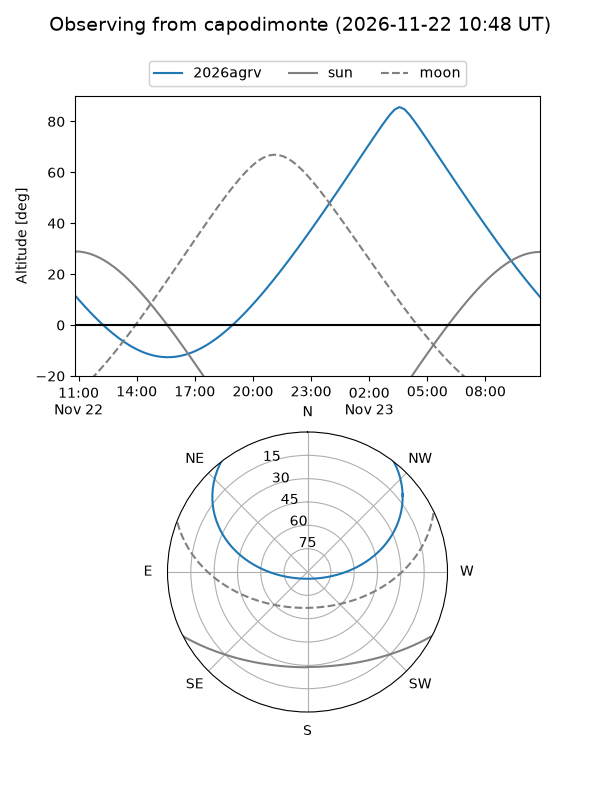 Observing from capodimonte (2026-11-22 10:48 UT)
2026agrv
sun
moon
Altitude [deg]
80
60
40
20
0
−20
11:00
14:00
17:00
20:00
23:00
02:00
05:00
08:00
Nov 22
Nov 23
N
NE
NW
15
30
45
60
75
E
W
SE
SW
S